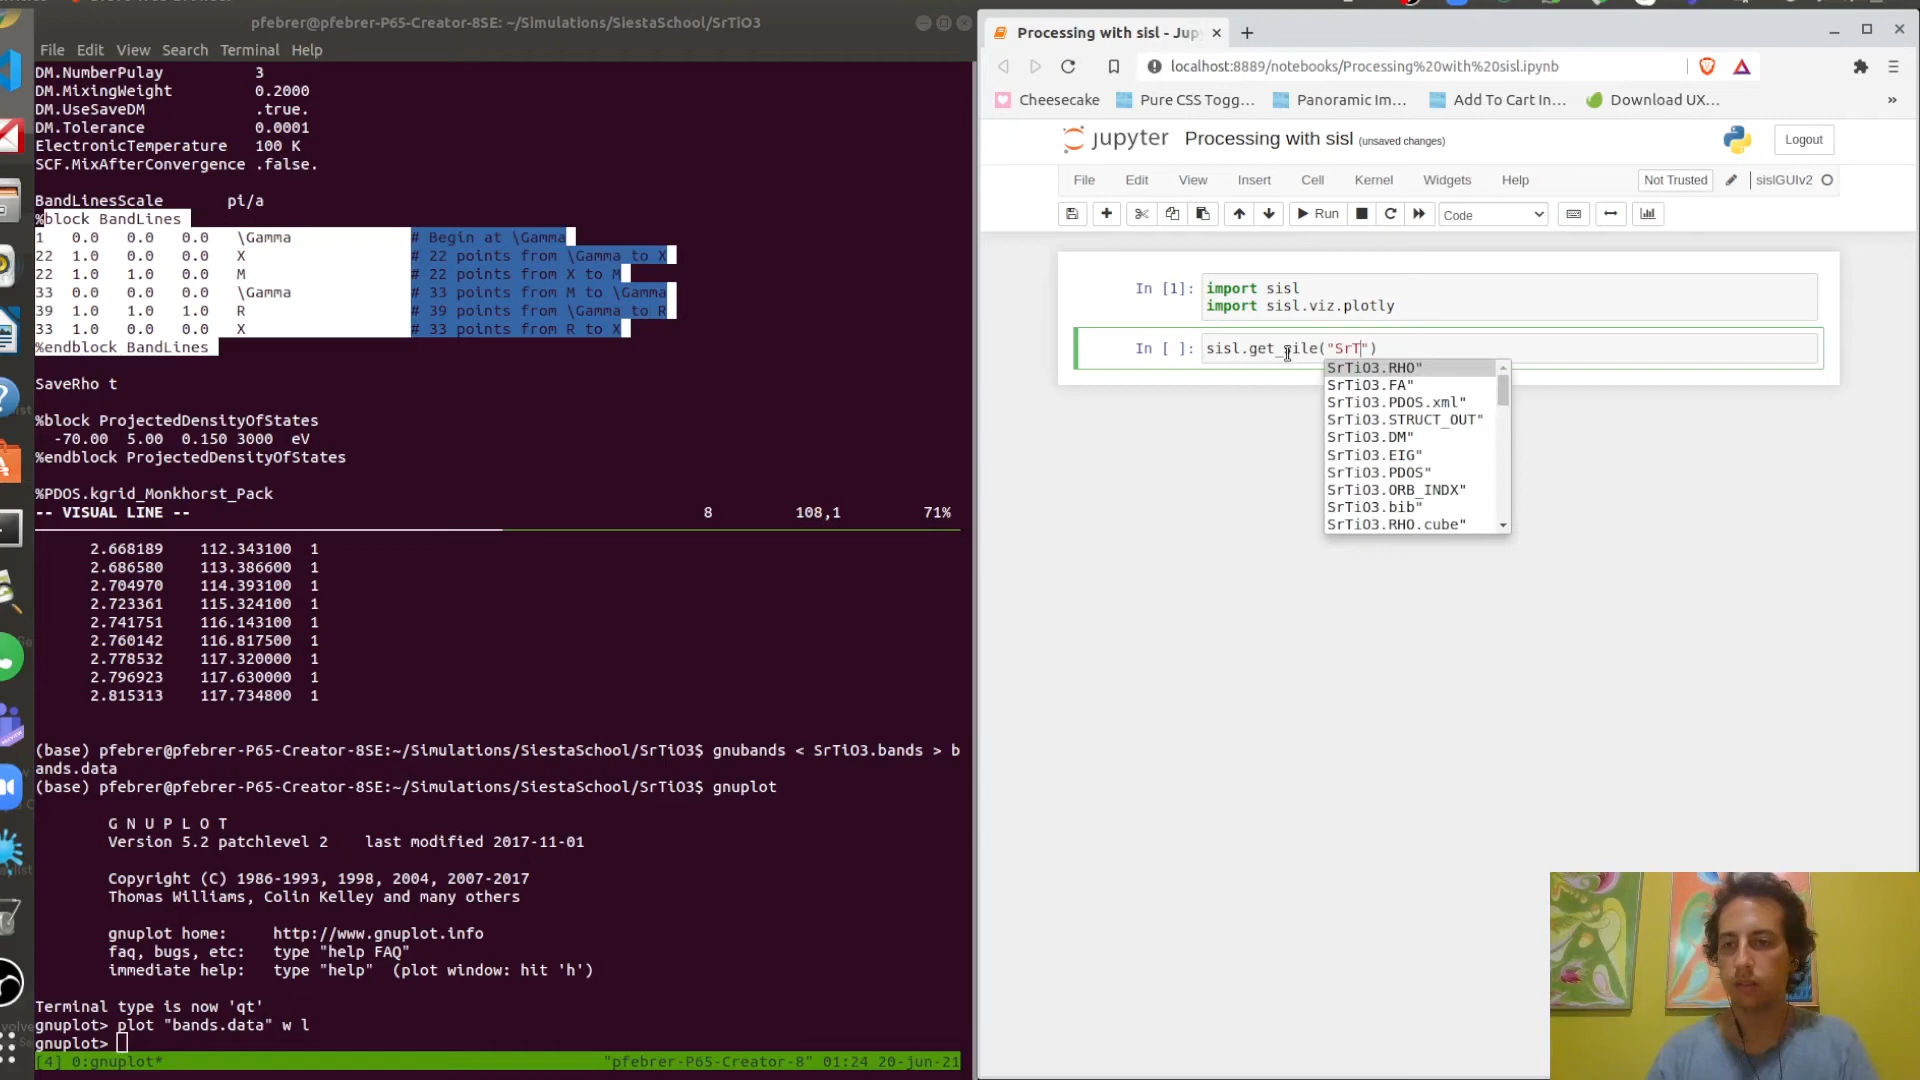 pfebrer@pfebrer-P65-Creator-8SE: ~/Simulations/SiestaSchool/SrTiO3
File Edit View Search Terminal Help
DM.NumberPulay 3
DM.MixingWeight 0.2000
DM.UseSaveDM .true.
DM.Tolerance 0.0001
ElectronicTemperature 100 K
SCF.MixAfterConvergence .false.
BandLinesScale pi/a
%block BandLines
1 0.0 0.0 0.0 \Gamma # Begin at \Gamma
22 1.0 0.0 0.0 X # 22 points from \Gamma to X
22 1.0 1.0 0.0 M # 22 points from X to M
33 0.0 0.0 0.0 \Gamma # 33 points from M to \Gamma
39 1.0 1.0 1.0 R # 39 points from \Gamma to R
33 1.0 0.0 0.0 X # 33 points from R to X
%endblock BandLines
SaveRho t
%block ProjectedDensityOfStates
-70.00 5.00 0.150 3000 eV
%endblock ProjectedDensityOfStates
%PDOS.kgrid_Monkhorst_Pack
-- VISUAL LINE -- 8 108,1 71%
2.668189 112.343100 1
2.686580 113.386600 1
2.704970 114.393100 1
2.723361 115.324100 1
2.741751 116.143100 1
2.760142 116.817500 1
2.778532 117.320000 1
2.796923 117.630000 1
2.815313 117.734800 1
(base) pfebrer@pfebrer-P65-Creator-8SE:~/Simulations/SiestaSchool/SrTiO3$ gnubands < SrTiO3.bands > b
ands.data
(base) pfebrer@pfebrer-P65-Creator-8SE:~/Simulations/SiestaSchool/SrTiO3$ gnuplot
G N U P L O T
Version 5.2 patchlevel 2 last modified 2017-11-01
Copyright (C) 1986-1993, 1998, 2004, 2007-2017
Thomas Williams, Colin Kelley and many others
gnuplot home: http://www.gnuplot.info
faq, bugs, etc: type "help FAQ"
immediate help: type "help" (plot window: hit 'h')
Terminal type is now 'qt'
gnuplot> plot "bands.data" w l
gnuplot>
[4] 0:gnuplot* "pfebrer-P65-Creator-8" 01:24 20-jun-21
Processing with sisl - Jup
localhost:8889/notebooks/Processing%20with%20sisl.ipynb
Cheesecake Pure CSS Togg... Panoramic Im... Add To Cart In... Download UX... »
jupyter Processing with sisl (unsaved changes) Logout
File Edit View Insert Cell Kernel Widgets Help Not Trusted sislGUIv2
Run Code
In [1]: import sisl
import sisl.viz.plotly
In [ ]: sisl.get_sile("SrT")
SrTiO3.RHO"
SrTiO3.FA"
SrTiO3.PDOS.xml"
SrTiO3.STRUCT_OUT"
SrTiO3.DM"
SrTiO3.EIG"
SrTiO3.PDOS"
SrTiO3.ORB_INDX"
SrTiO3.bib"
SrTiO3.RHO.cube"